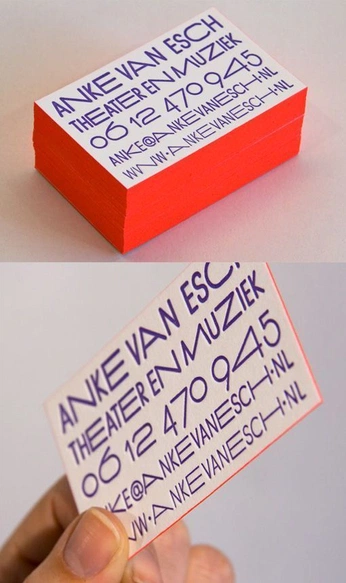 ANKE VAN ESCH
THEATER EN MUZIEK
06 12 470 945
ANKE@ANKEVANESCH.NL
WWW.ANKEVANESCH.NL
ANKE VAN ESC
THEATER EN MUZIEK
06 12 470 945
KE@ANKEVANESCH.NL
W.ANKEVANESCH.NL